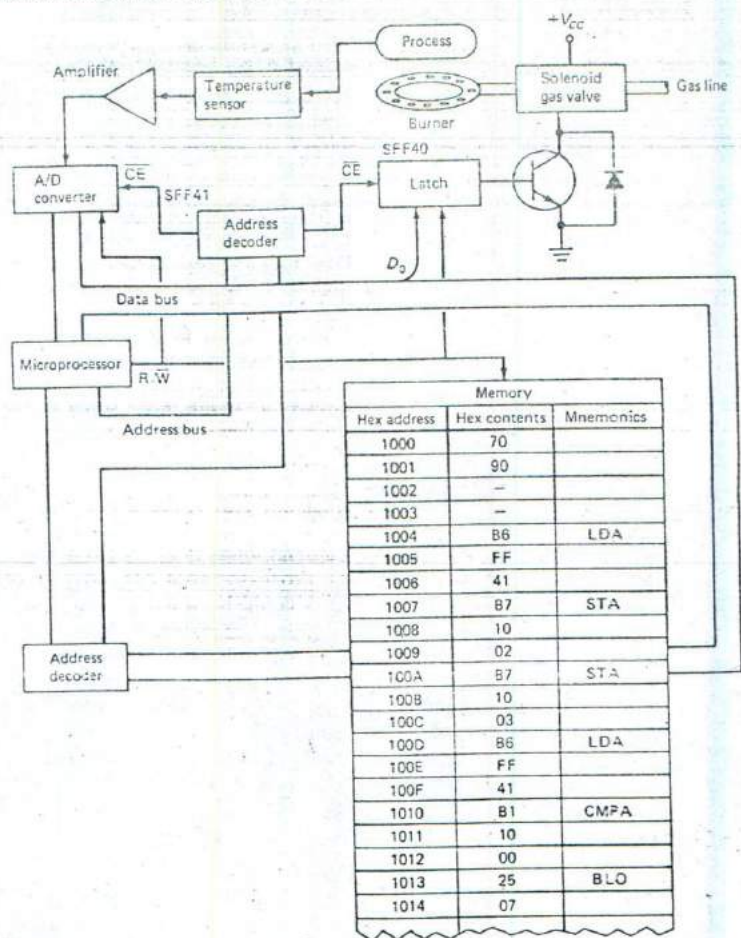 +VCC
Process
Amplifier
Temperature
sensor
Solenoid
gas valve
Gas line
Burner
SFF40
CE
CE
A/D
converter
SFF41
Latch
Address
decoder
D0
Data bus
Microprocessor
R/W
Address bus
Memory
Hex address Hex contents Mnemonics
1000 70
1001 90
1002 –
1003 –
1004 B6 LDA
1005 FF
1006 41
1007 B7 STA
1008 10
1009 02
100A B7 STA
100B 10
100C 03
100D B6 LDA
100E FF
100F 41
1010 B1 CMPA
1011 10
1012 00
1013 25 BLO
1014 07
Address
decoder